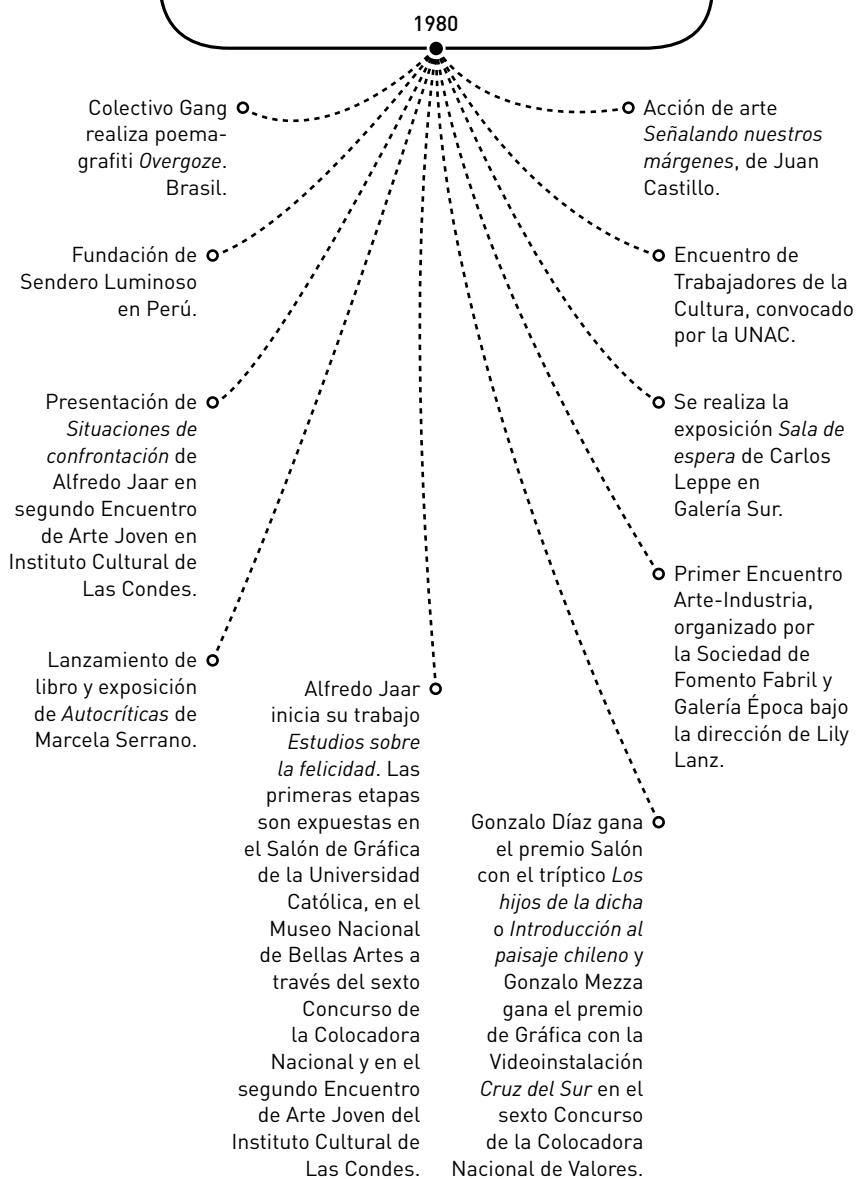 1980
Colectivo Gang
realiza poema-
grafiti Overgoze.
Brasil.
Fundación de
Sendero Luminoso
en Perú.
Presentación de
Situaciones de
confrontación de
Alfredo Jaar en
segundo Encuentro
de Arte Joven en
Instituto Cultural de
Las Condes.
Lanzamiento de
libro y exposición
de Autocríticas de
Marcela Serrano.
Alfredo Jaar
inicia su trabajo
Estudios sobre
la felicidad. Las
primeras etapas
son expuestas en
el Salón de Gráfica
de la Universidad
Católica, en el
Museo Nacional
de Bellas Artes a
través del sexto
Concurso de
la Colocadora
Nacional y en el
segundo Encuentro
de Arte Joven del
Instituto Cultural de
Las Condes.
Gonzalo Díaz gana
el premio Salón
con el tríptico Los
hijos de la dicha
o Introducción al
paisaje chileno y
Gonzalo Mezza
gana el premio
de Gráfica con la
Videoinstalación
Cruz del Sur en el
sexto Concurso
de la Colocadora
Nacional de Valores.
Acción de arte
Señalando nuestros
márgenes, de Juan
Castillo.
Encuentro de
Trabajadores de la
Cultura, convocado
por la UNAC.
Se realiza la
exposición Sala de
espera de Carlos
Leppe en
Galería Sur.
Primer Encuentro
Arte-Industria,
organizado por
la Sociedad de
Fomento Fabril y
Galería Época bajo
la dirección de Lily
Lanz.